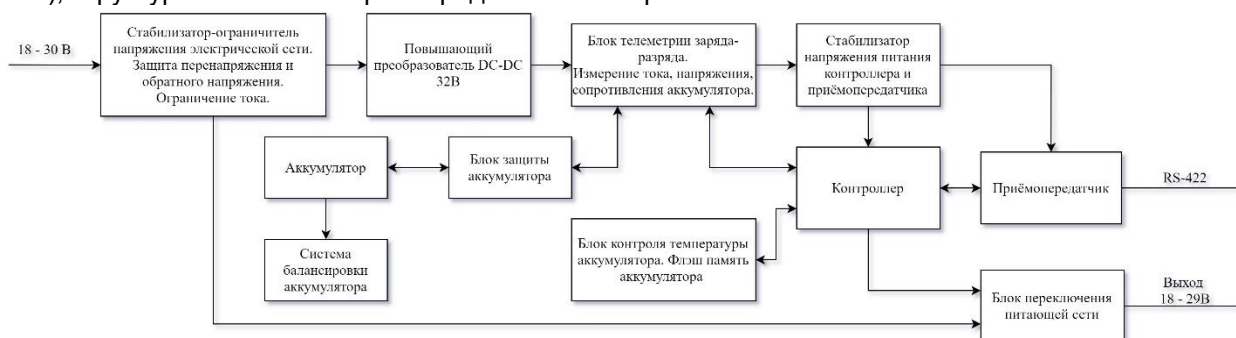 18 - 30 В
Стабилизатор-ограничитель
напряжения электрической сети.
Защита перенапряжения и
обратного напряжения.
Ограничение тока.
Повышающий
преобразователь DC-DC
32В
Блок телеметрии заряда-
разряда.
Измерение тока, напряжения,
сопротивления аккумулятора.
Стабилизатор
напряжения питания
контроллера и
приёмопередатчика
Аккумулятор
Блок защиты
аккумулятора
Контроллер
Приёмопередатчик
RS-422
Система
балансировки
аккумулятора
Блок контроля температуры
аккумулятора. Флэш память
аккумулятора
Блок переключения
питающей сети
Выход
18 - 29В